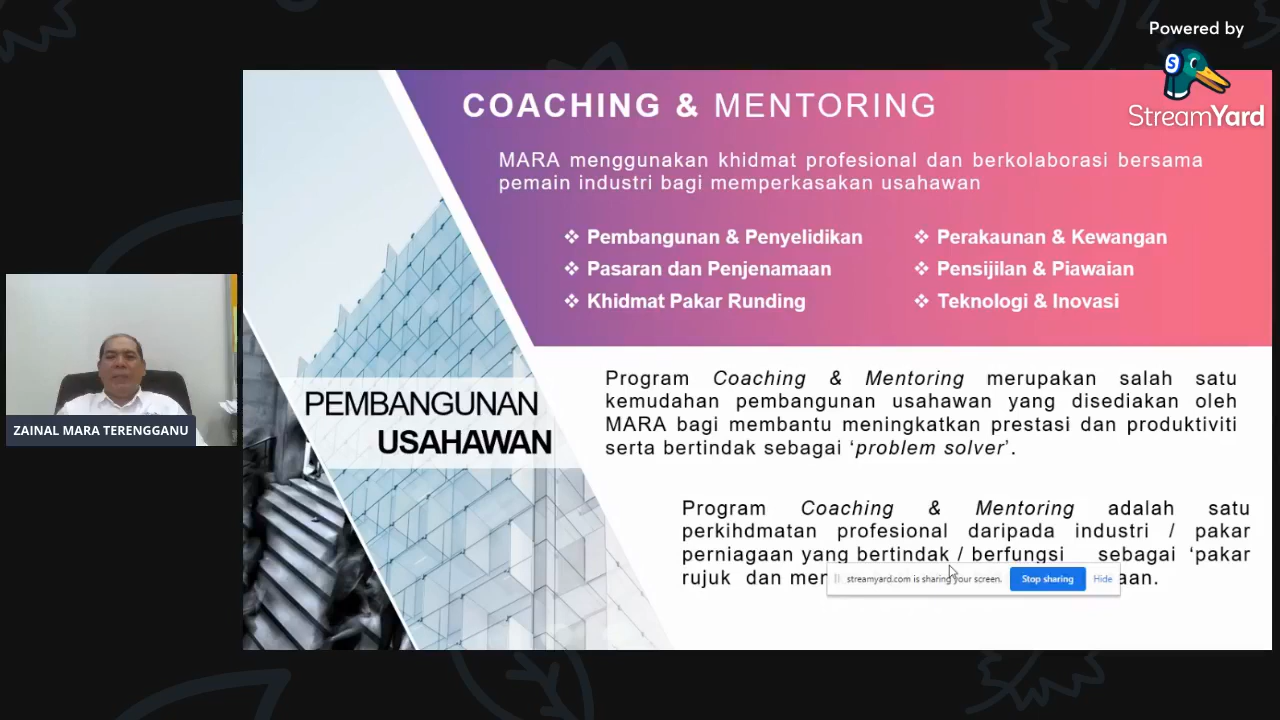 Powered by
StreamYard
COACHING & MENTORING
MARA menggunakan khidmat profesional dan berkolaborasi bersama
pemain industri bagi memperkasakan usahawan
❖ Pembangunan & Penyelidikan
❖ Pasaran dan Penjenamaan
❖ Khidmat Pakar Runding
❖ Perakaunan & Kewangan
❖ Pensijilan & Piawaian
❖ Teknologi & Inovasi
PEMBANGUNAN
USAHAWAN
Program Coaching & Mentoring merupakan salah satu
kemudahan pembangunan usahawan yang disediakan oleh
MARA bagi membantu meningkatkan prestasi dan produktiviti
serta bertindak sebagai ‘problem solver’.
Program Coaching & Mentoring adalah satu
perkihdmatan profesional daripada industri / pakar
perniagaan yang bertindak / berfungsi sebagai ‘pakar
rujuk dan
streamyard.com is sharing your screen.
Stop sharing
Hide
ZAINAL MARA TERENGGANU